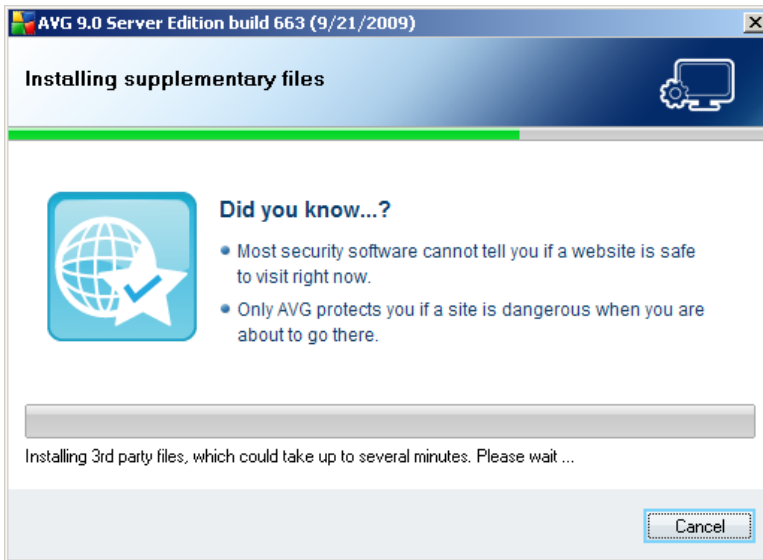 AVG 9.0 Server Edition build 663 (9/21/2009)
Installing supplementary files
Did you know...?
Most security software cannot tell you if a website is safe
to visit right now.
Only AVG protects you if a site is dangerous when you are
about to go there.
Installing 3rd party files, which could take up to several minutes. Please wait ...
Cancel